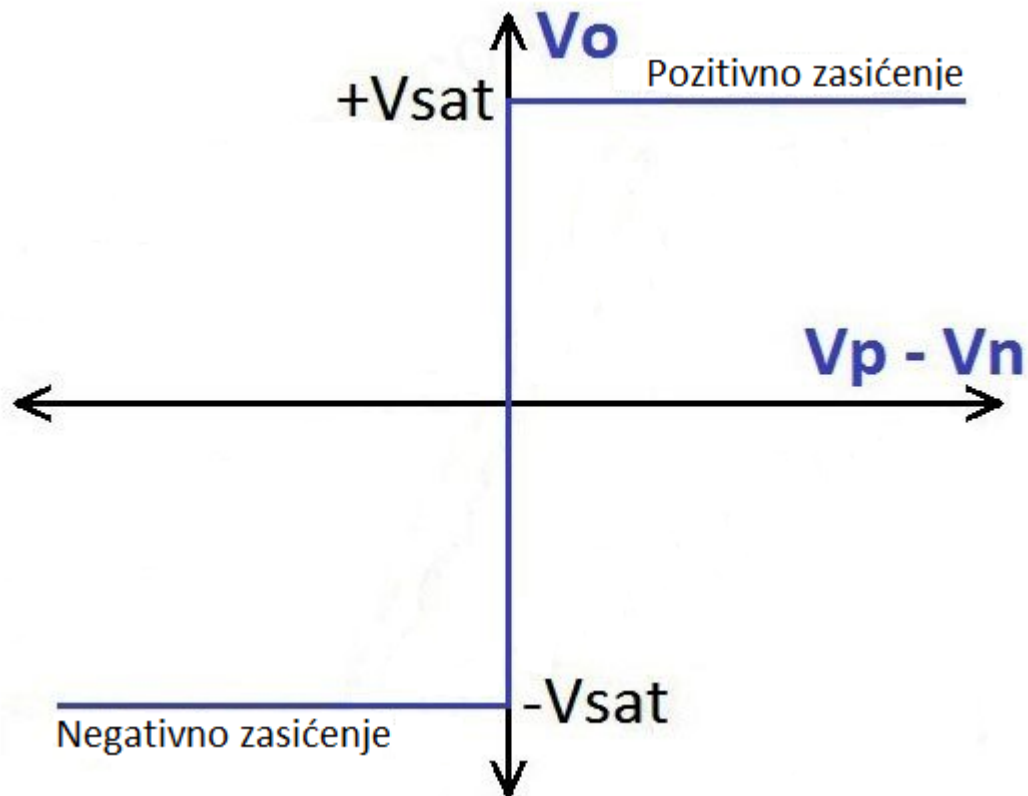 Vo
Pozitivno zasićenje
+Vsat
Vp - Vn
-Vsat
Negativno zasićenje